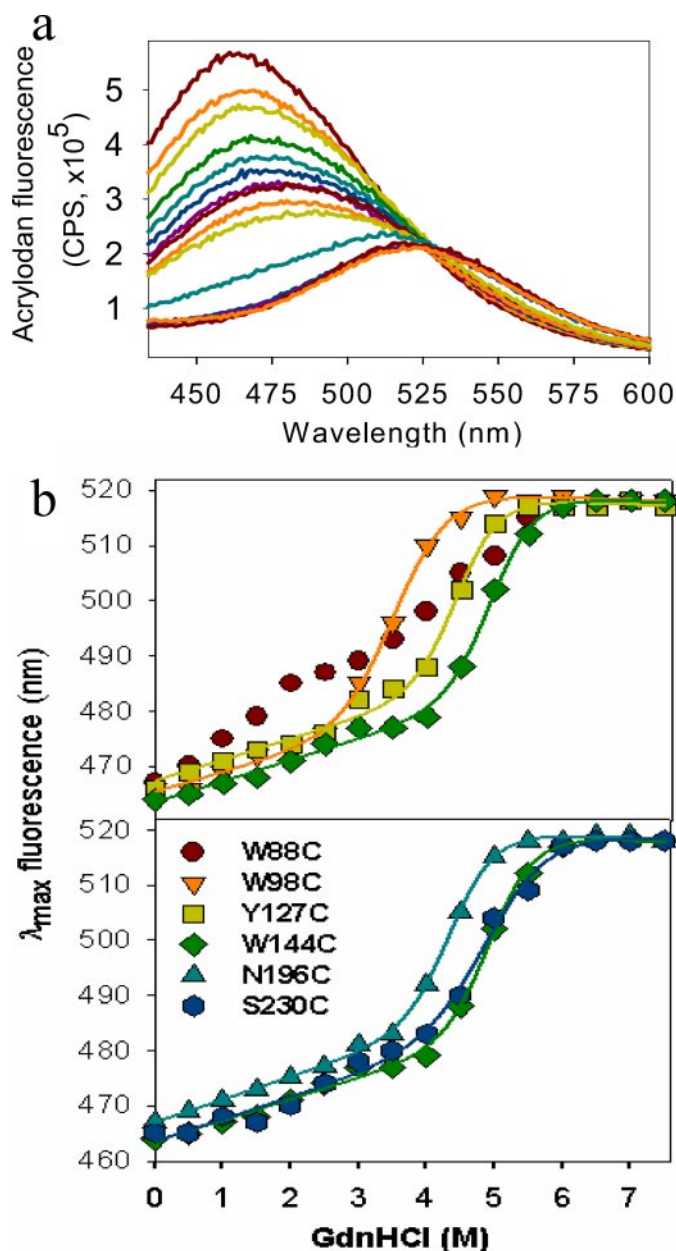 a
Acrylodan fluorescence
(CPS, x10⁵)
5
4
3
2
1
450 475 500 525 550 575 600
Wavelength (nm)
b
λmax fluorescence (nm)
520
510
500
490
480
470
520
510
500
490
480
470
460
W88C
W98C
Y127C
W144C
N196C
S230C
0 1 2 3 4 5 6 7
GdnHCl (M)